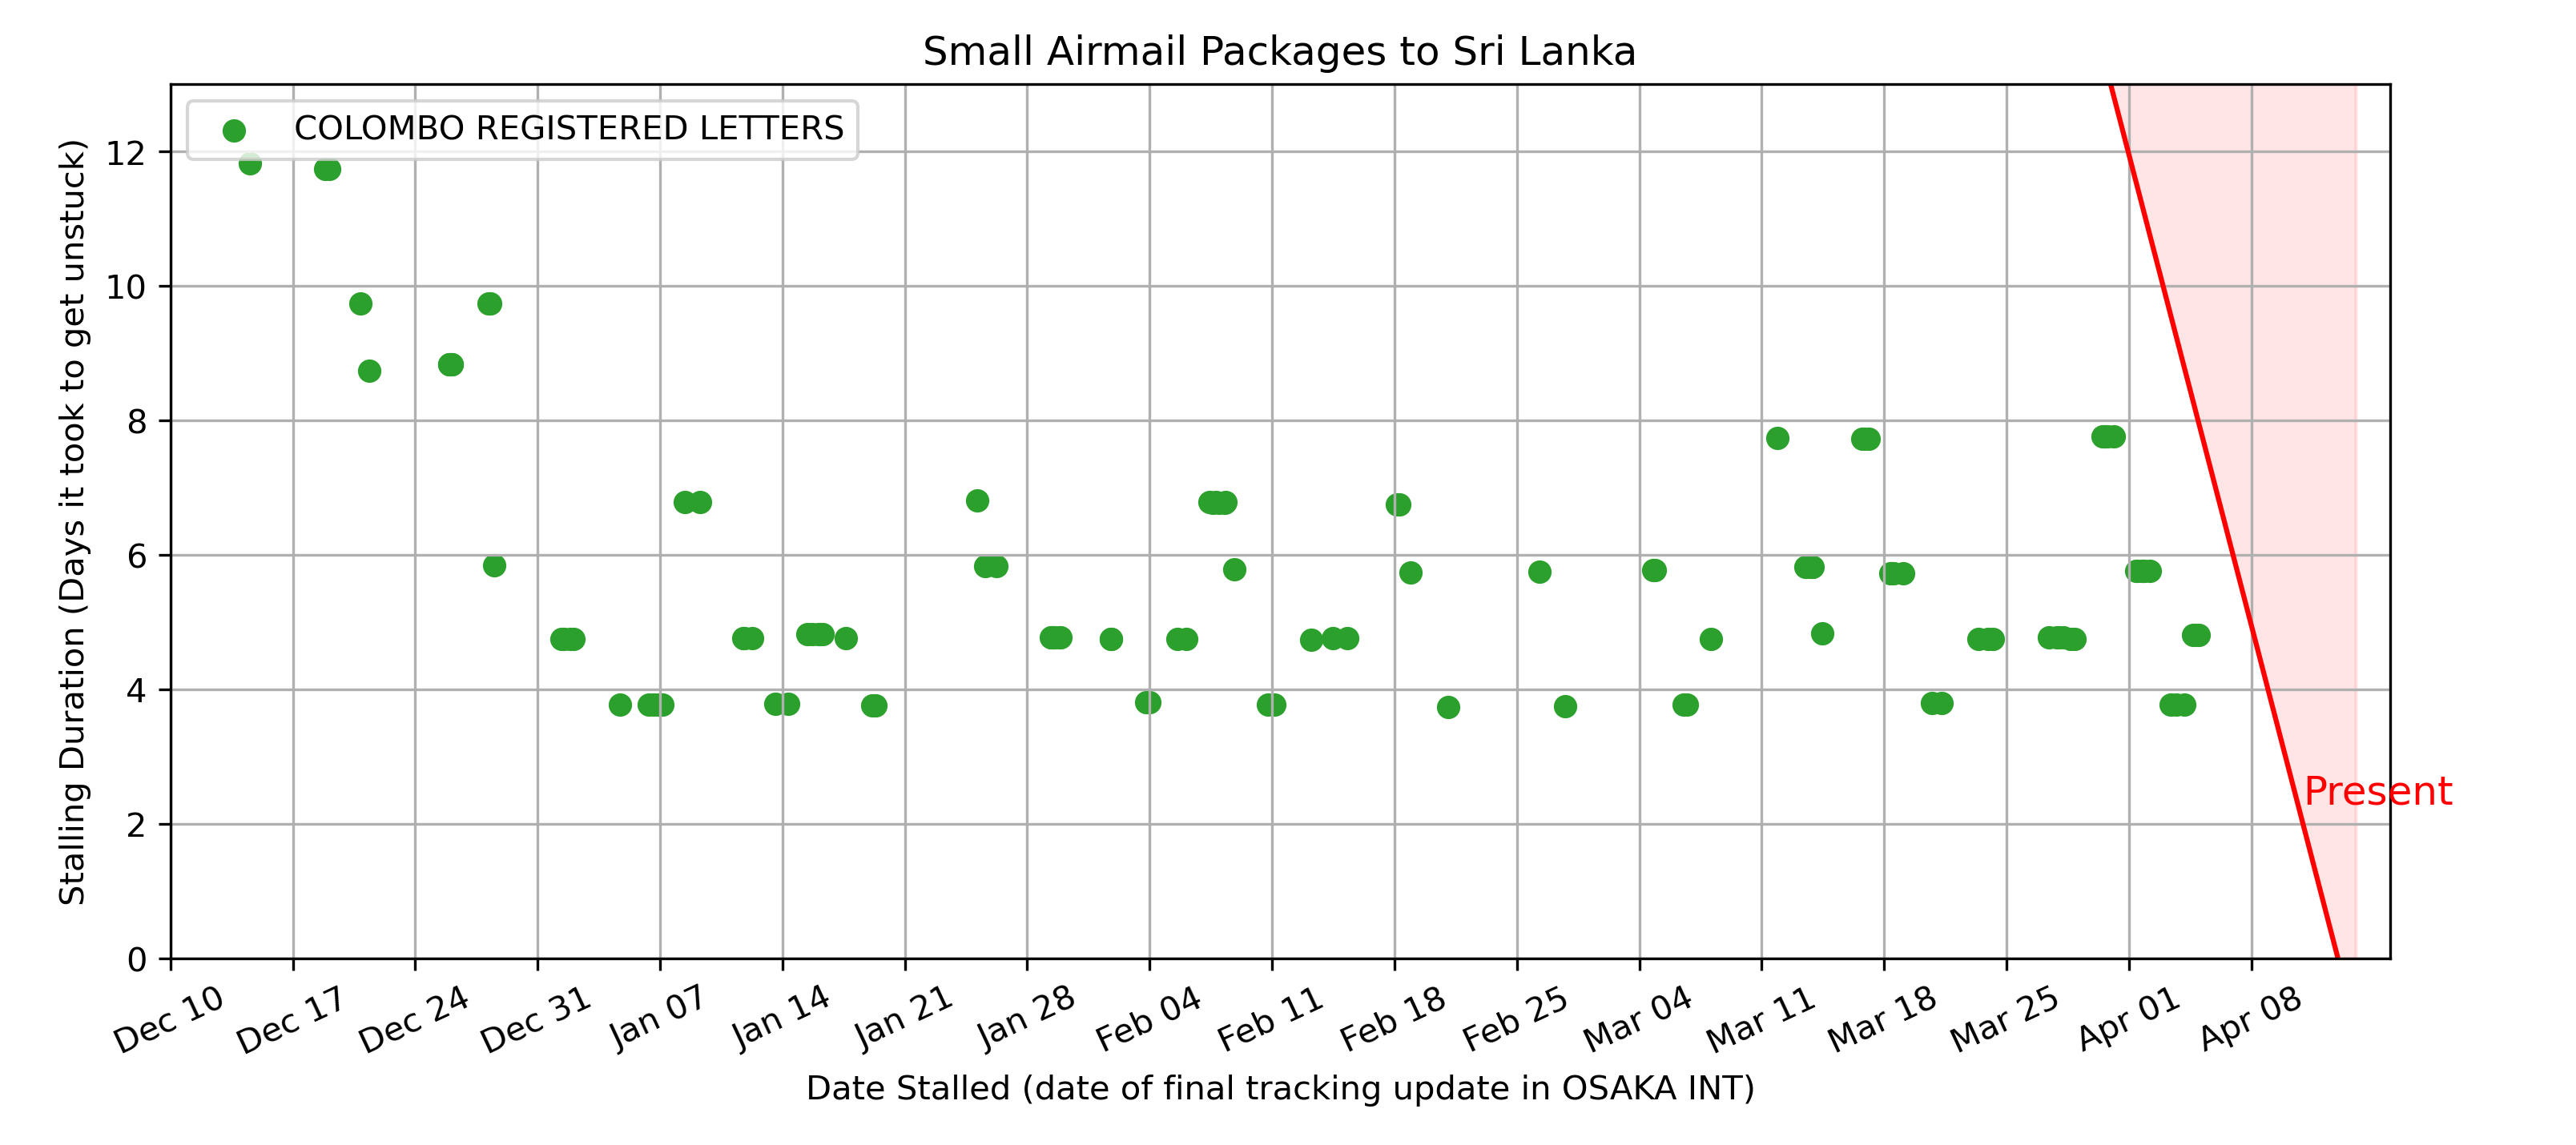 Small Airmail Packages to Sri Lanka
COLOMBO REGISTERED LETTERS
Stalling Duration (Days it took to get unstuck)
12
10
8
6
4
2
0
Present
Dec 10
Dec 17
Dec 24
Dec 31
Jan 07
Jan 14
Jan 21
Jan 28
Feb 04
Feb 11
Feb 18
Feb 25
Mar 04
Mar 11
Mar 18
Mar 25
Apr 01
Apr 08
Date Stalled (date of final tracking update in OSAKA INT)